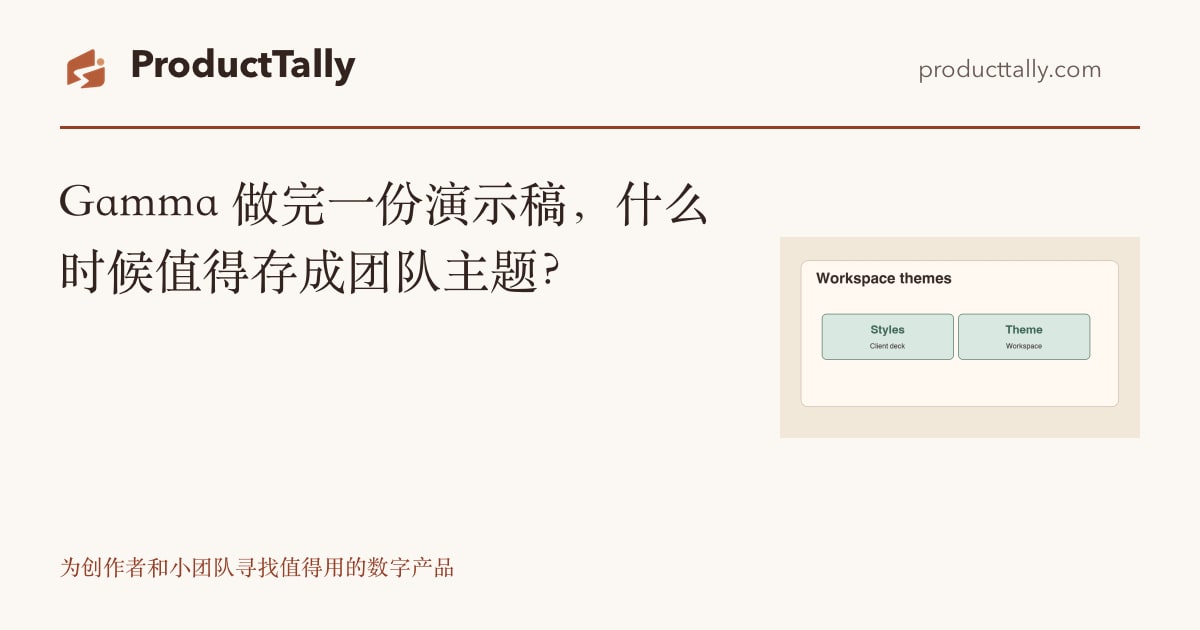 ProductTally
producttally.com
Gamma 做完一份演示稿，什么
时候值得存成团队主题？
Workspace themes
Styles
Client deck
Theme
Workspace
为创作者和小团队寻找值得用的数字产品